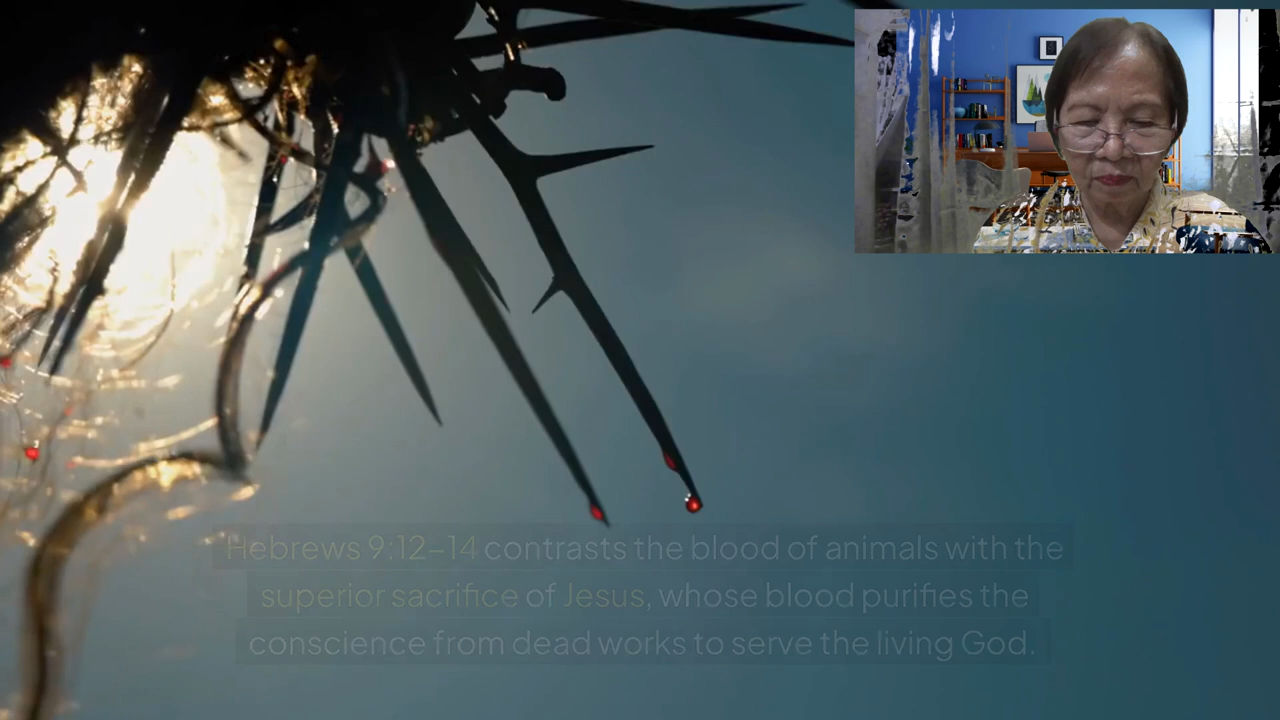 Hebrews 9:12–14 contrasts the blood of animals with the
superior sacrifice of Jesus, whose blood purifies the
conscience from dead works to serve the living God.